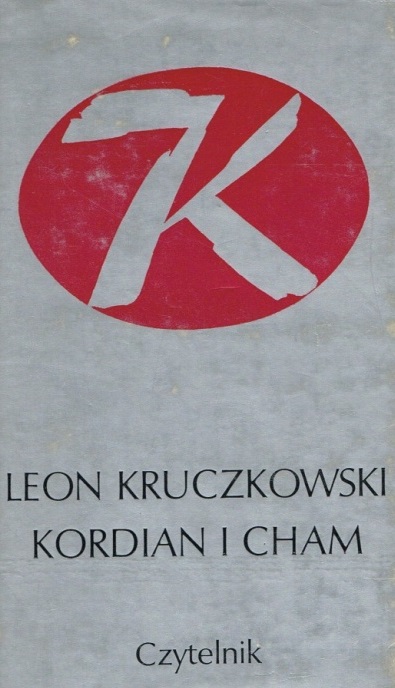 K
LEON KRUCZKOWSKI
KORDIAN I CHAM
Czytelnik